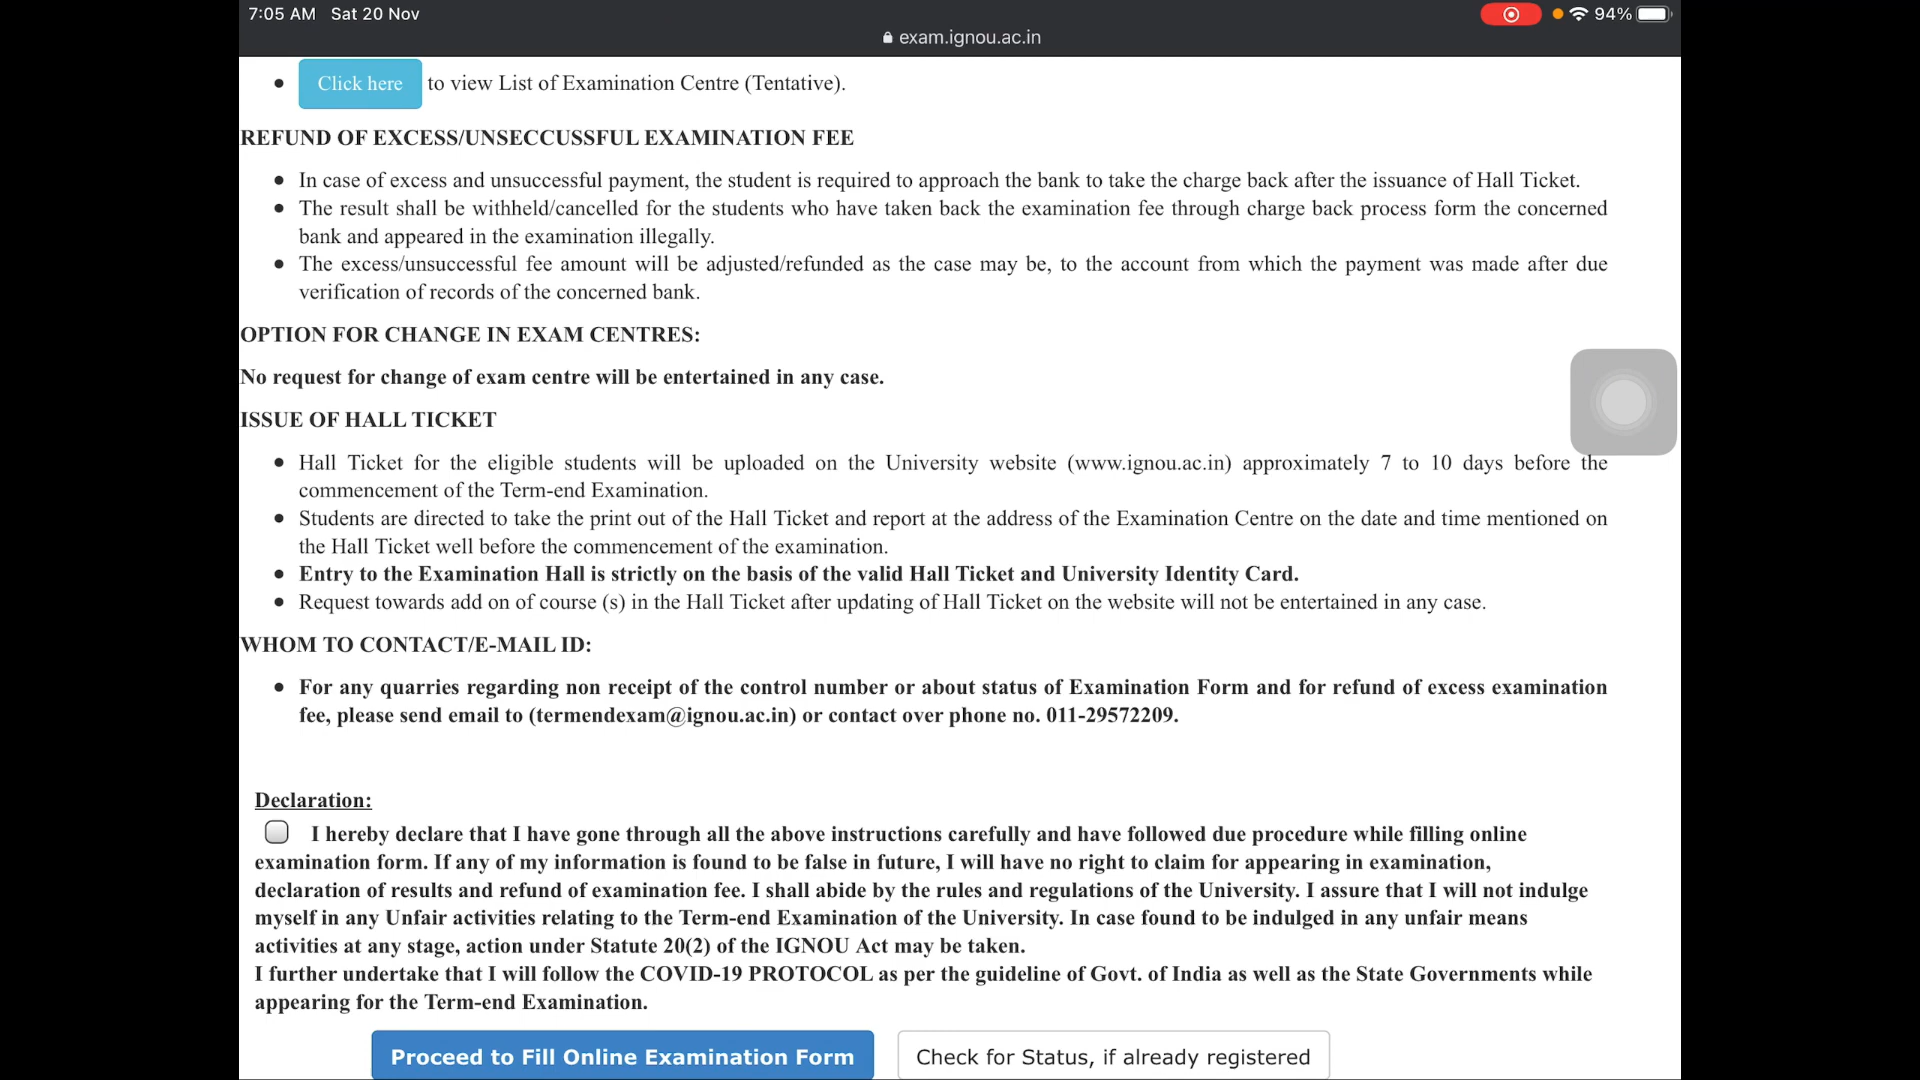 7:05 AM Sat 20 Nov
94%
exam.ignou.ac.in
Click here to view List of Examination Centre (Tentative).
REFUND OF EXCESS/UNSECCUSSFUL EXAMINATION FEE
In case of excess and unsuccessful payment, the student is required to approach the bank to take the charge back after the issuance of Hall Ticket.
The result shall be withheld/cancelled for the students who have taken back the examination fee through charge back process form the concerned
bank and appeared in the examination illegally.
The excess/unsuccessful fee amount will be adjusted/refunded as the case may be, to the account from which the payment was made after due
verification of records of the concerned bank.
OPTION FOR CHANGE IN EXAM CENTRES:
No request for change of exam centre will be entertained in any case.
ISSUE OF HALL TICKET
Hall Ticket for the eligible students will be uploaded on the University website (www.ignou.ac.in) approximately 7 to 10 days before the
commencement of the Term-end Examination.
Students are directed to take the print out of the Hall Ticket and report at the address of the Examination Centre on the date and time mentioned on
the Hall Ticket well before the commencement of the examination.
Entry to the Examination Hall is strictly on the basis of the valid Hall Ticket and University Identity Card.
Request towards add on of course (s) in the Hall Ticket after updating of Hall Ticket on the website will not be entertained in any case.
WHOM TO CONTACT/E-MAIL ID:
For any quarries regarding non receipt of the control number or about status of Examination Form and for refund of excess examination
fee, please send email to (termendexam@ignou.ac.in) or contact over phone no. 011-29572209.
Declaration:
I hereby declare that I have gone through all the above instructions carefully and have followed due procedure while filling online
examination form. If any of my information is found to be false in future, I will have no right to claim for appearing in examination,
declaration of results and refund of examination fee. I shall abide by the rules and regulations of the University. I assure that I will not indulge
myself in any Unfair activities relating to the Term-end Examination of the University. In case found to be indulged in any unfair means
activities at any stage, action under Statute 20(2) of the IGNOU Act may be taken.
I further undertake that I will follow the COVID-19 PROTOCOL as per the guideline of Govt. of India as well as the State Governments while
appearing for the Term-end Examination.
Proceed to Fill Online Examination Form Check for Status, if already registered